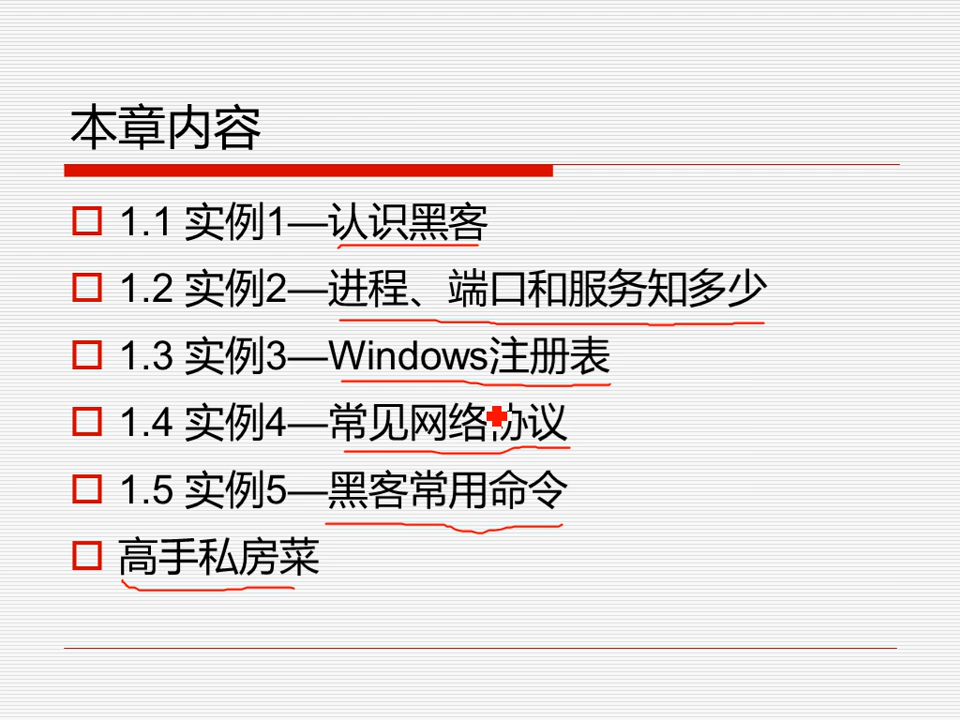 本章内容
1.1 实例1—认识黑客
1.2 实例2—进程、端口和服务知多少
1.3 实例3—Windows注册表
1.4 实例4—常见网络协议
1.5 实例5—黑客常用命令
高手私房菜